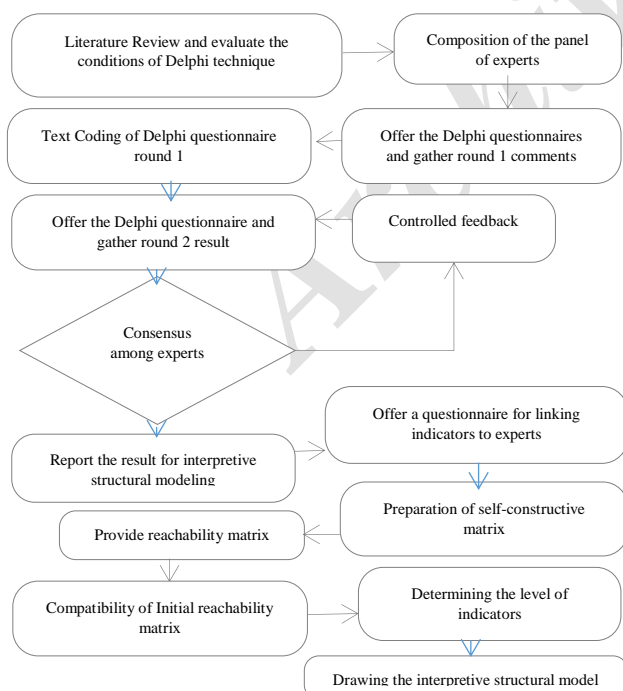 Literature Review and evaluate the
conditions of Delphi technique
Composition of the panel
of experts
Text Coding of Delphi questionnaire
round 1
Offer the Delphi questionnaires
and gather round 1 comments
Offer the Delphi questionnaire and
gather round 2 result
Controlled feedback
Consensus
among experts
Offer a questionnaire for linking
indicators to experts
Report the result for interpretive
structural modeling
Preparation of self-constructive
matrix
Provide reachability matrix
Compatibility of Initial reachability
matrix
Determining the level of
indicators
Drawing the interpretive structural model